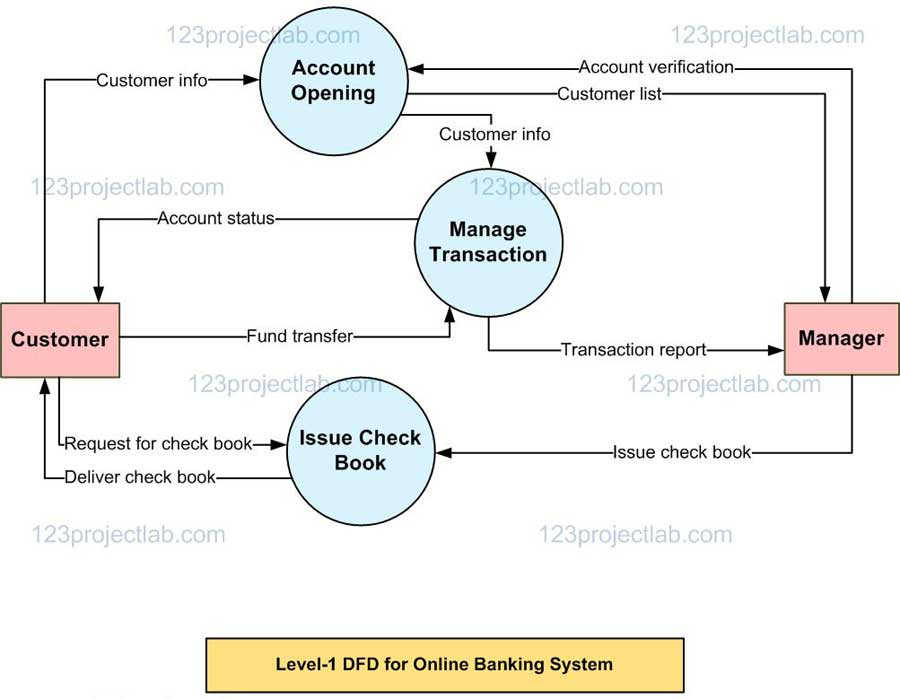 123projectlab.com
123projectlab.com
Account
Opening
Customer info
Account verification
Customer list
Customer info
123projectlab.com
123projectlab.com
Account status
Manage
Transaction
Customer
Fund transfer
Transaction report
Manager
123projectlab.com
123projectlab.com
Request for check book
Issue Check
Book
Issue check book
Deliver check book
123projectlab.com
123projectlab.com
Level-1 DFD for Online Banking System